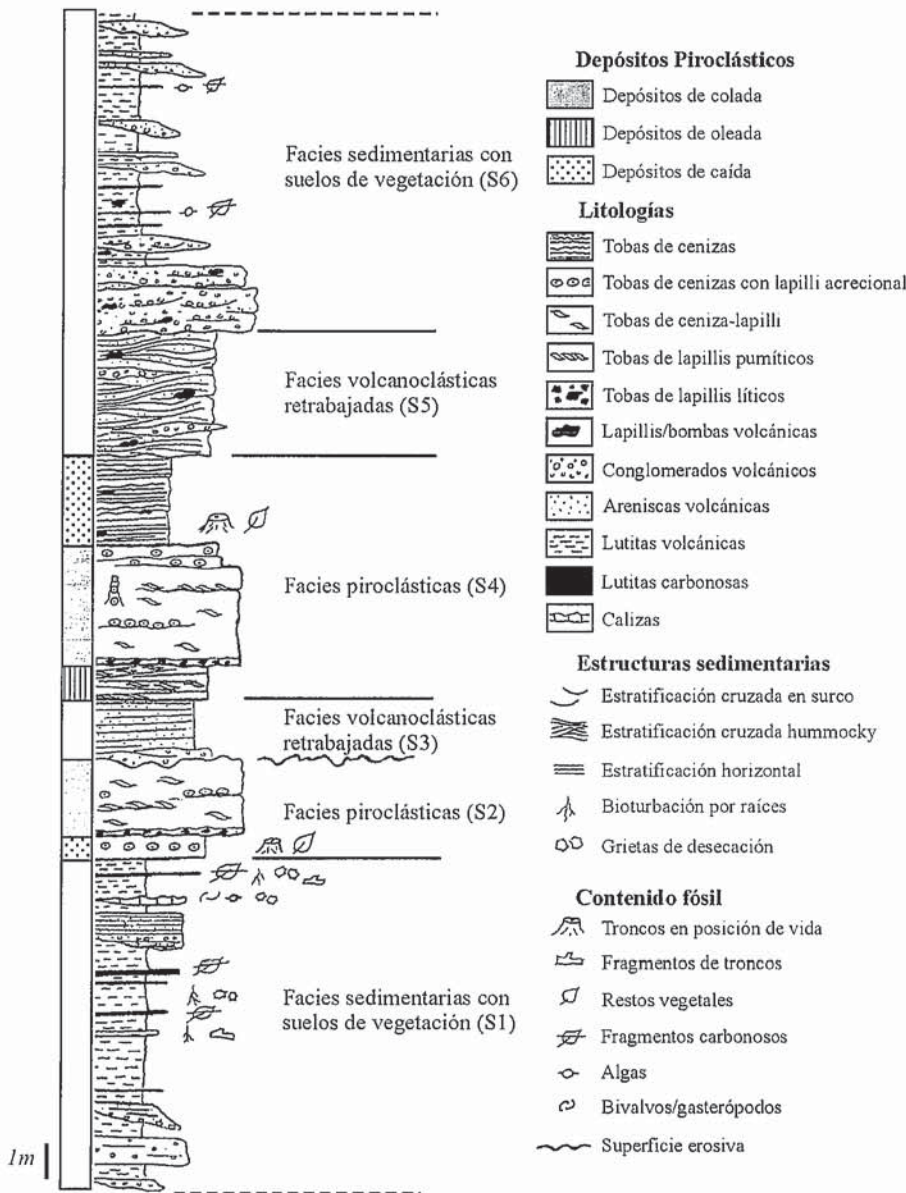 Facies sedimentarias con
suelos de vegetación (S6)
Facies volcanoclásticas
retrabajadas (S5)
Facies piroclásticas (S4)
Facies volcanoclásticas
retrabajadas (S3)
Facies piroclásticas (S2)
Facies sedimentarias con
suelos de vegetación (S1)
1m
Depósitos Piroclásticos
Depósitos de colada
Depósitos de oleada
Depósitos de caída
Litologías
Tobas de cenizas
Tobas de cenizas con lapilli acrecional
Tobas de ceniza-lapilli
Tobas de lapillis pumíticos
Tobas de lapillis líticos
Lapillis/bombas volcánicas
Conglomerados volcánicos
Areniscas volcánicas
Lutitas volcánicas
Lutitas carbonosas
Calizas
Estructuras sedimentarias
Estratificación cruzada en surco
Estratificación cruzada hummocky
Estratificación horizontal
Bioturbación por raíces
Grietas de desecación
Contenido fósil
Troncos en posición de vida
Fragmentos de troncos
Restos vegetales
Fragmentos carbonosos
Algas
Bivalvos/gasterópodos
Superficie erosiva